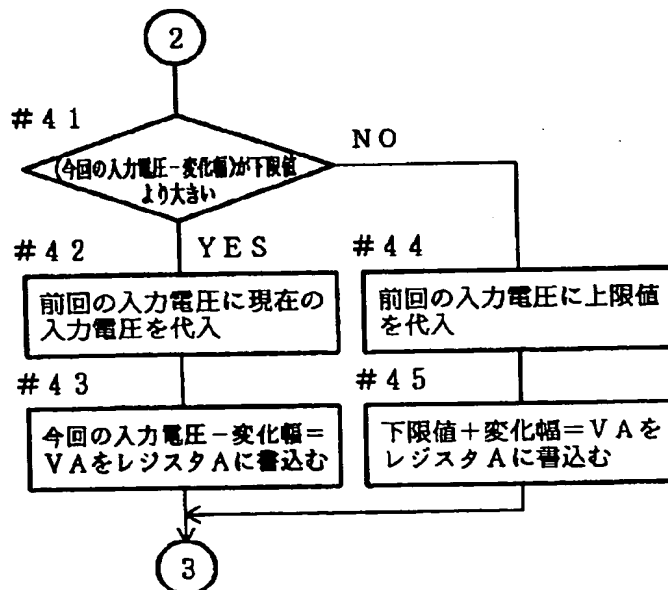 2
#41
(今回の入力電圧－変化幅)が下限値
より大きい
NO
YES
#42
前回の入力電圧に現在の
入力電圧を代入
#44
前回の入力電圧に上限値
を代入
#43
今回の入力電圧－変化幅＝
VAをレジスタAに書込む
#45
下限値＋変化幅＝VAを
レジスタAに書込む
3